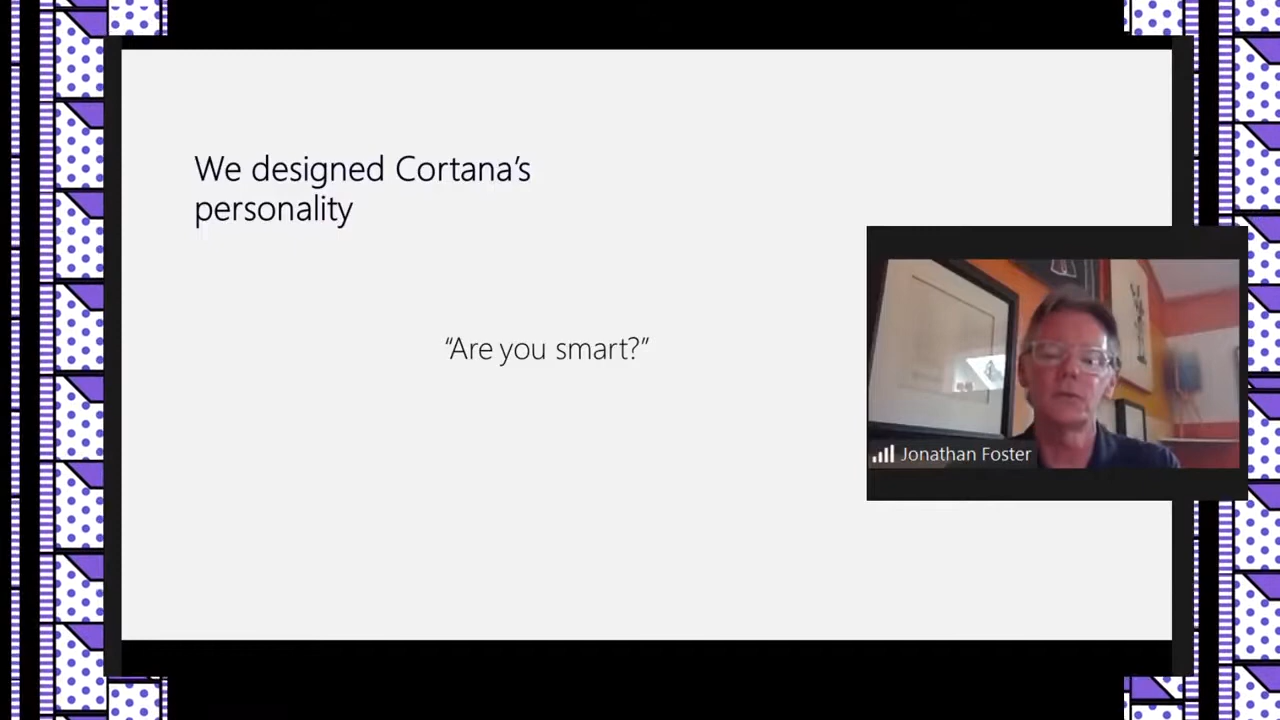 We designed Cortana’s
personality
“Are you smart?”
Jonathan Foster